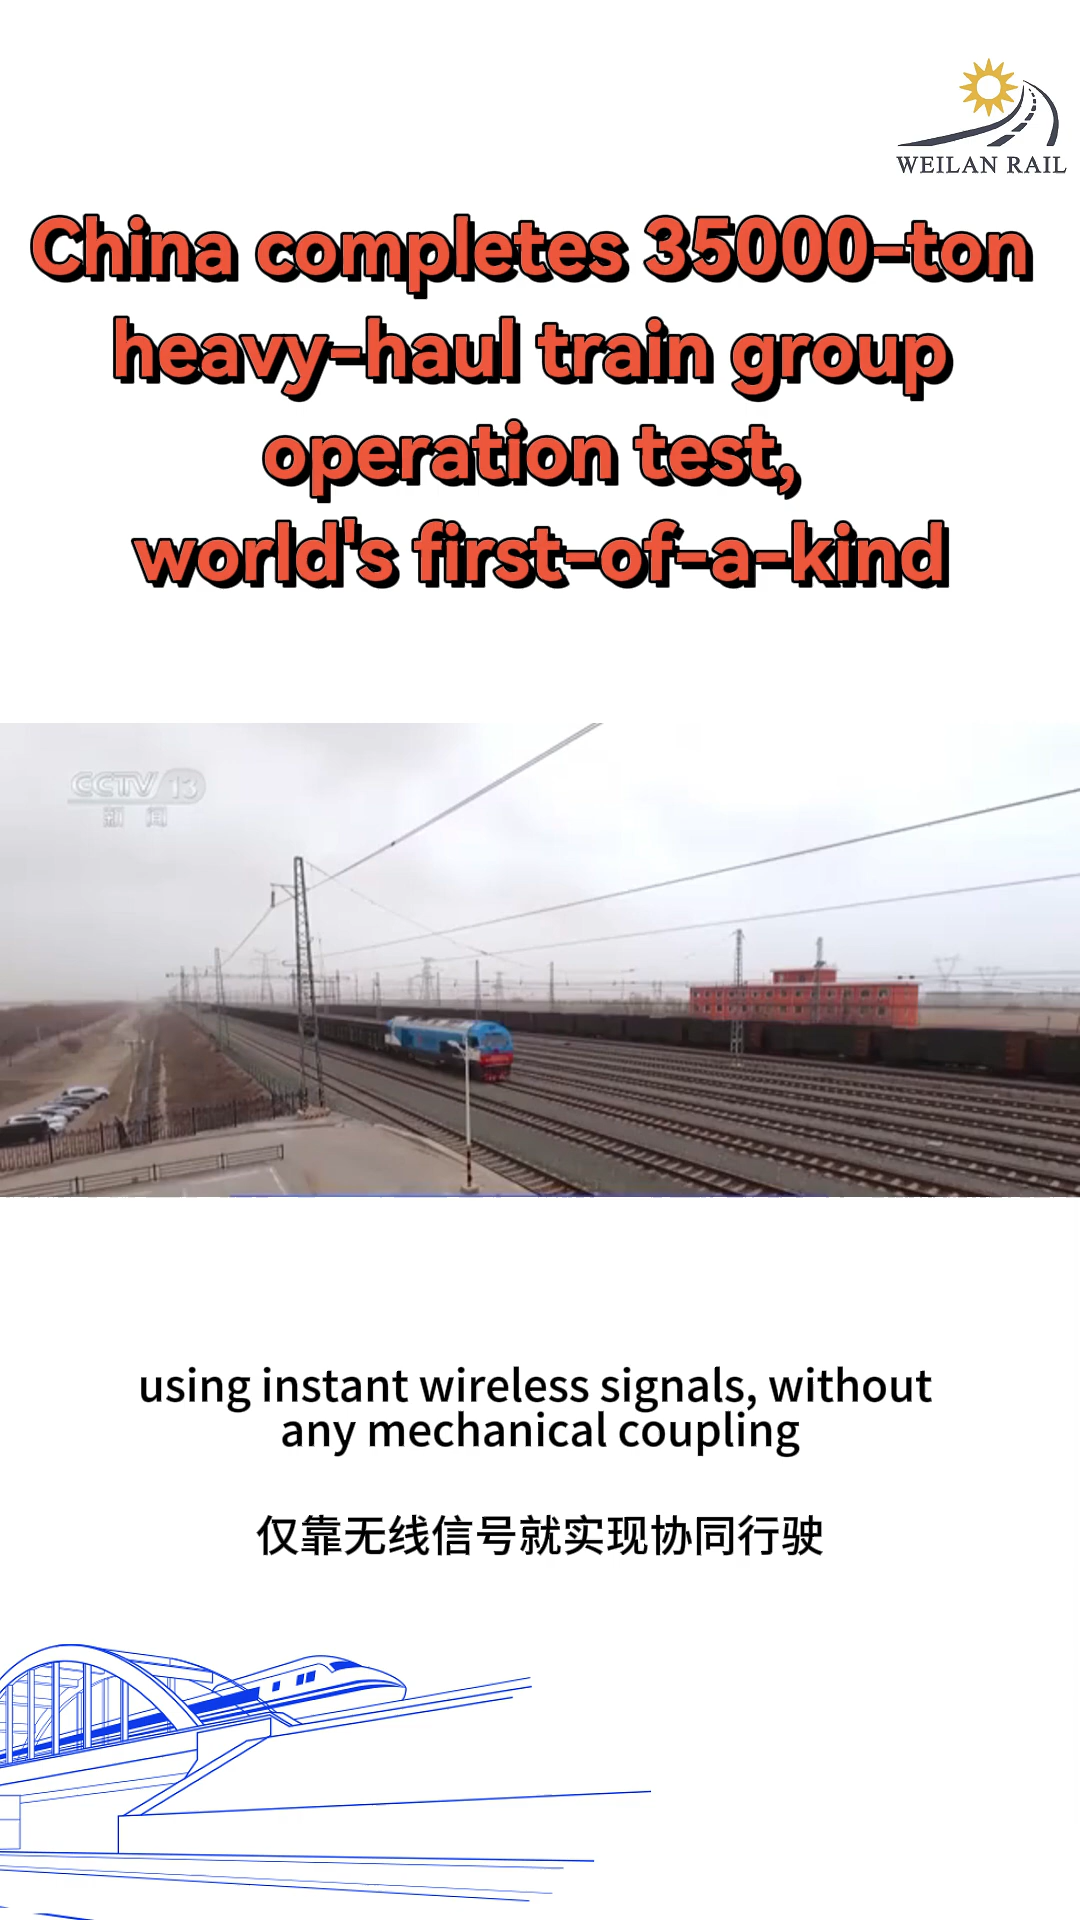 WEILAN RAIL
China completes 35000-ton
heavy-haul train group
operation test,
world's first-of-a-kind
CCTV 13
新闻
using instant wireless signals, without
any mechanical coupling
仅靠无线信号就实现协同行驶